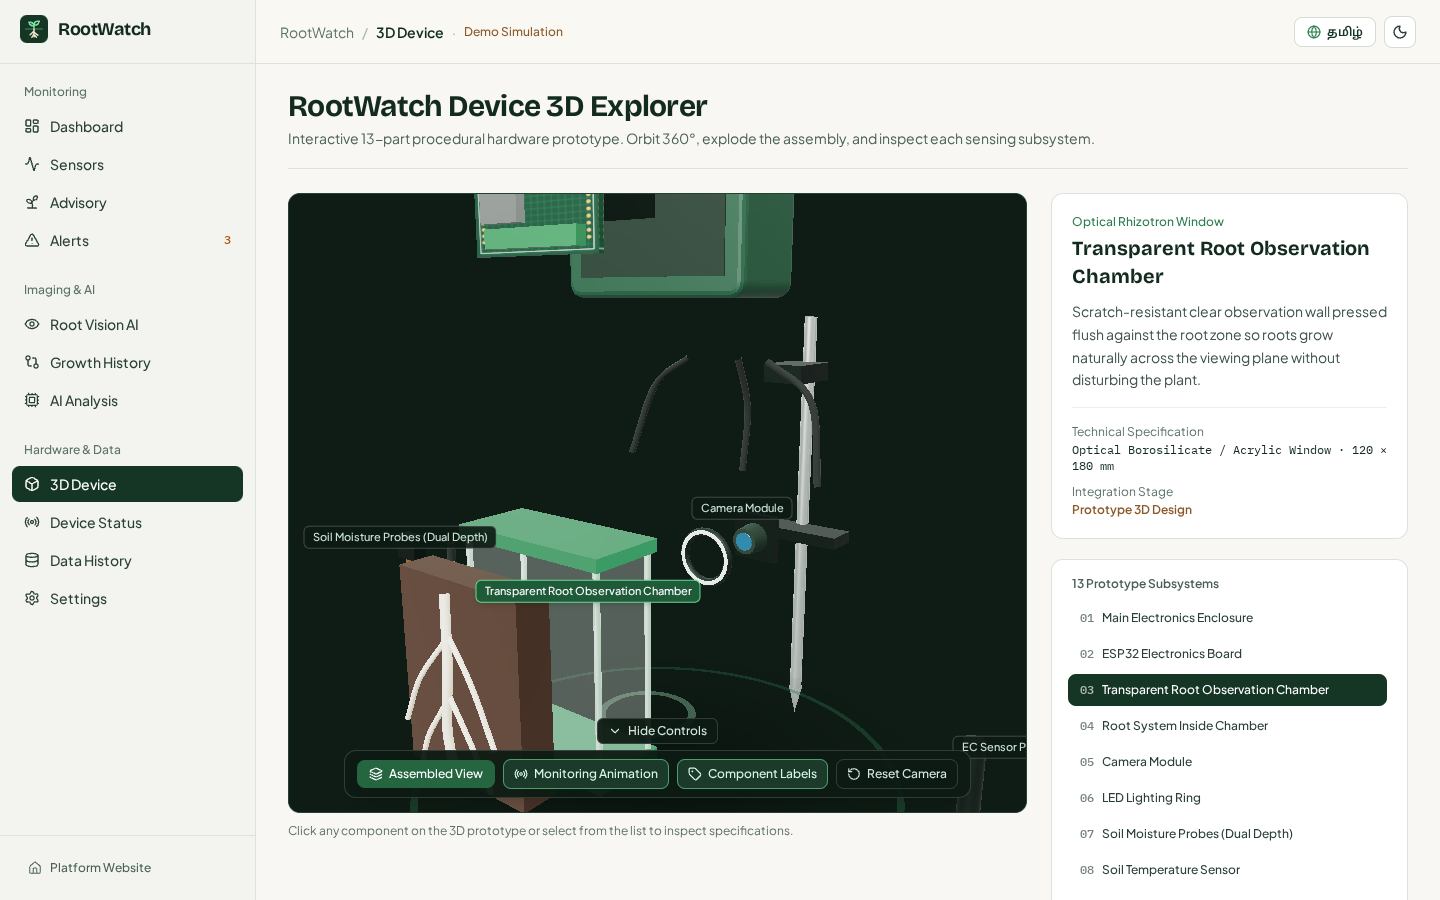 RootWatch
RootWatch / 3D Device · Demo Simulation
தமிழ்
Monitoring
Dashboard
Sensors
Advisory
Alerts 3
Imaging & AI
Root Vision AI
Growth History
AI Analysis
Hardware & Data
3D Device
Device Status
Data History
Settings
Platform Website
RootWatch Device 3D Explorer
Interactive 13-part procedural hardware prototype. Orbit 360°, explode the assembly, and inspect each sensing subsystem.
Camera Module
Soil Moisture Probes (Dual Depth)
Transparent Root Observation Chamber
Hide Controls
EC Sensor P
Assembled View
Monitoring Animation
Component Labels
Reset Camera
Click any component on the 3D prototype or select from the list to inspect specifications.
Optical Rhizotron Window
Transparent Root Observation
Chamber
Scratch-resistant clear observation wall pressed
flush against the root zone so roots grow
naturally across the viewing plane without
disturbing the plant.
Technical Specification
Optical Borosilicate / Acrylic Window · 120 ×
180 mm
Integration Stage
Prototype 3D Design
13 Prototype Subsystems
01 Main Electronics Enclosure
02 ESP32 Electronics Board
03 Transparent Root Observation Chamber
04 Root System Inside Chamber
05 Camera Module
06 LED Lighting Ring
07 Soil Moisture Probes (Dual Depth)
08 Soil Temperature Sensor